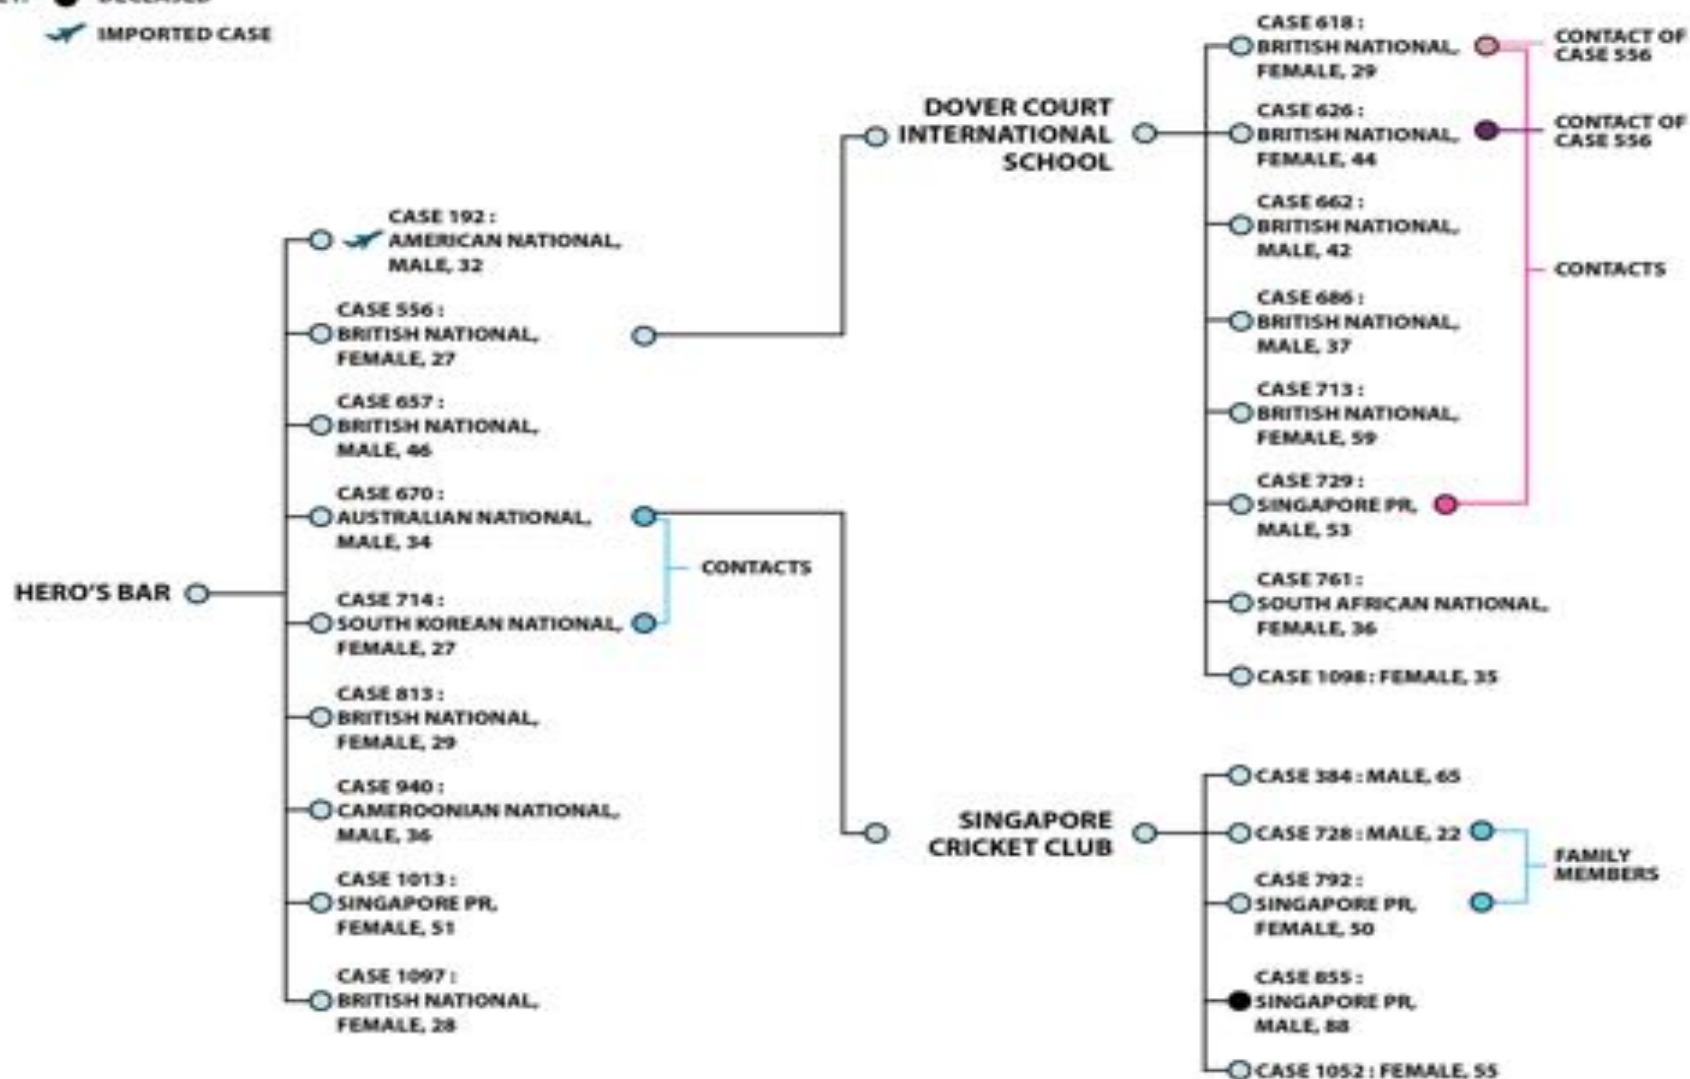 DECEASED
IMPORTED CASE
HERO'S BAR
CASE 192 :
AMERICAN NATIONAL,
MALE, 32
CASE 556 :
BRITISH NATIONAL,
FEMALE, 27
CASE 657 :
BRITISH NATIONAL,
MALE, 46
CASE 670 :
AUSTRALIAN NATIONAL,
MALE, 34
CASE 714 :
SOUTH KOREAN NATIONAL,
FEMALE, 27
CONTACTS
CASE 813 :
BRITISH NATIONAL,
FEMALE, 29
CASE 940 :
CAMEROONIAN NATIONAL,
MALE, 36
CASE 1013 :
SINGAPORE PR,
FEMALE, 51
CASE 1097 :
BRITISH NATIONAL,
FEMALE, 28
DOVER COURT
INTERNATIONAL
SCHOOL
CASE 618 :
BRITISH NATIONAL,
FEMALE, 29
CONTACT OF
CASE 556
CASE 626 :
BRITISH NATIONAL,
FEMALE, 44
CONTACT OF
CASE 556
CASE 662 :
BRITISH NATIONAL,
MALE, 42
CONTACTS
CASE 686 :
BRITISH NATIONAL,
MALE, 37
CASE 713 :
BRITISH NATIONAL,
FEMALE, 59
CASE 729 :
SINGAPORE PR,
MALE, 53
CASE 761 :
SOUTH AFRICAN NATIONAL,
FEMALE, 36
CASE 1098 : FEMALE, 35
SINGAPORE
CRICKET CLUB
CASE 384 : MALE, 65
CASE 728 : MALE, 22
CASE 792 :
SINGAPORE PR,
FEMALE, 50
FAMILY
MEMBERS
CASE 855 :
SINGAPORE PR,
MALE, 88
CASE 1052 : FEMALE, 55